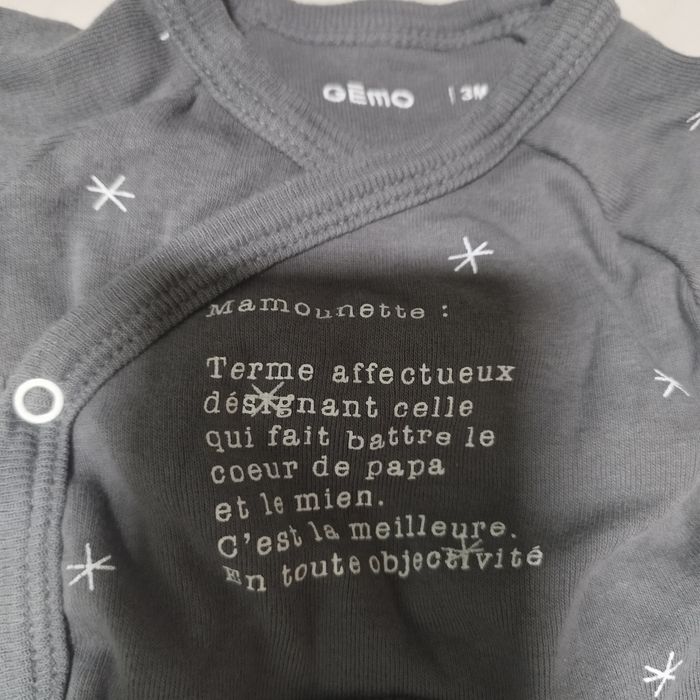 GĒMO | 3M
Mamounette :
Terme affectueux
désignant celle
qui fait battre le
coeur de papa
et le mien.
C'est la meilleure.
En toute objectivité